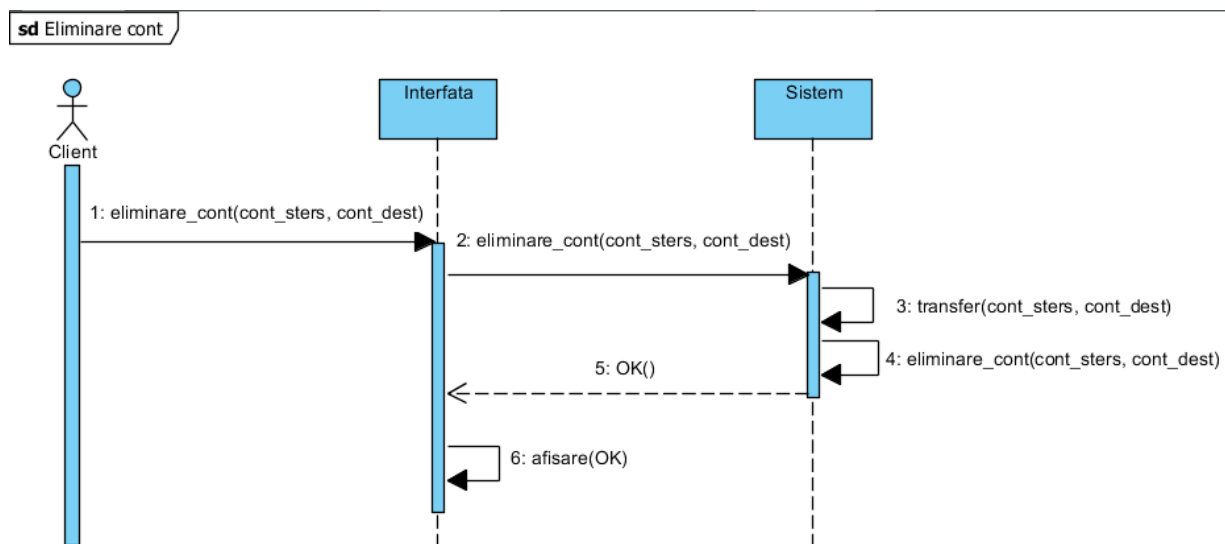 sd Eliminare cont
Client
Interfata
Sistem
1: eliminare_cont(cont_sters, cont_dest)
2: eliminare_cont(cont_sters, cont_dest)
3: transfer(cont_sters, cont_dest)
4: eliminare_cont(cont_sters, cont_dest)
5: OK()
6: afisare(OK)